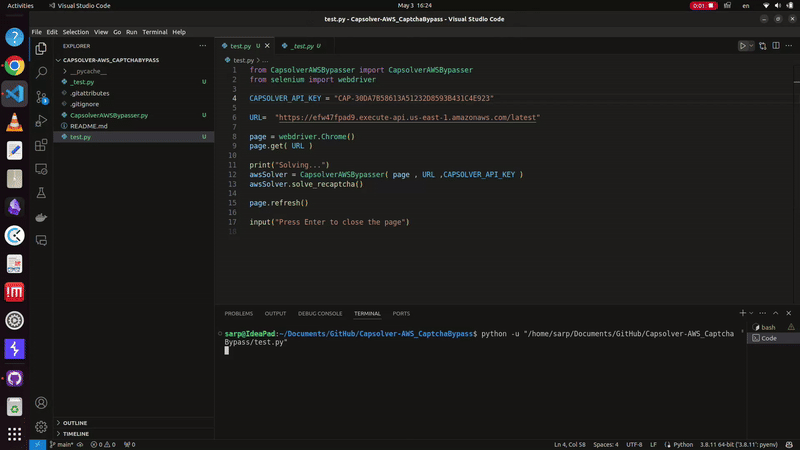 Activities
Visual Studio Code
May 3 16:24
0:01
en
test.py - Capsolver-AWS_CaptchaBypass - Visual Studio Code
File Edit Selection View Go Run Terminal Help
EXPLORER
CAPSOLVER-AWS_CAPTCHABYPASS
__pycache__
_test.py U
.gitattributes
.gitignore
CapsolverAWSBypasser.py U
README.md
test.py U
OUTLINE
TIMELINE
test.py U
_test.py U
test.py > ...
1 from CapsolverAWSBypasser import CapsolverAWSBypasser
2 from selenium import webdriver
3
4 CAPSOLVER_API_KEY = "CAP-30DA7B58613A51232D8593B431C4E923"
5
6 URL= "https://efw47fpad9.execute-api.us-east-1.amazonaws.com/latest"
7
8 page = webdriver.Chrome()
9 page.get( URL )
10
11 print("Solving...")
12 awsSolver = CapsolverAWSBypasser( page , URL ,CAPSOLVER_API_KEY )
13 awsSolver.solve_recaptcha()
14
15 page.refresh()
16
17 input("Press Enter to close the page")
18
PROBLEMS OUTPUT DEBUG CONSOLE TERMINAL PORTS
sarp@IdeaPad:~/Documents/GitHub/Capsolver-AWS_CaptchaBypass$ python -u "/home/sarp/Documents/GitHub/Capsolver-AWS_Captcha
Bypass/test.py"
bash
Code
main* 0 0 0 Ln 4, Col 58 Spaces: 4 UTF-8 LF Python 3.8.11 64-bit ('3.8.11': pyenv)